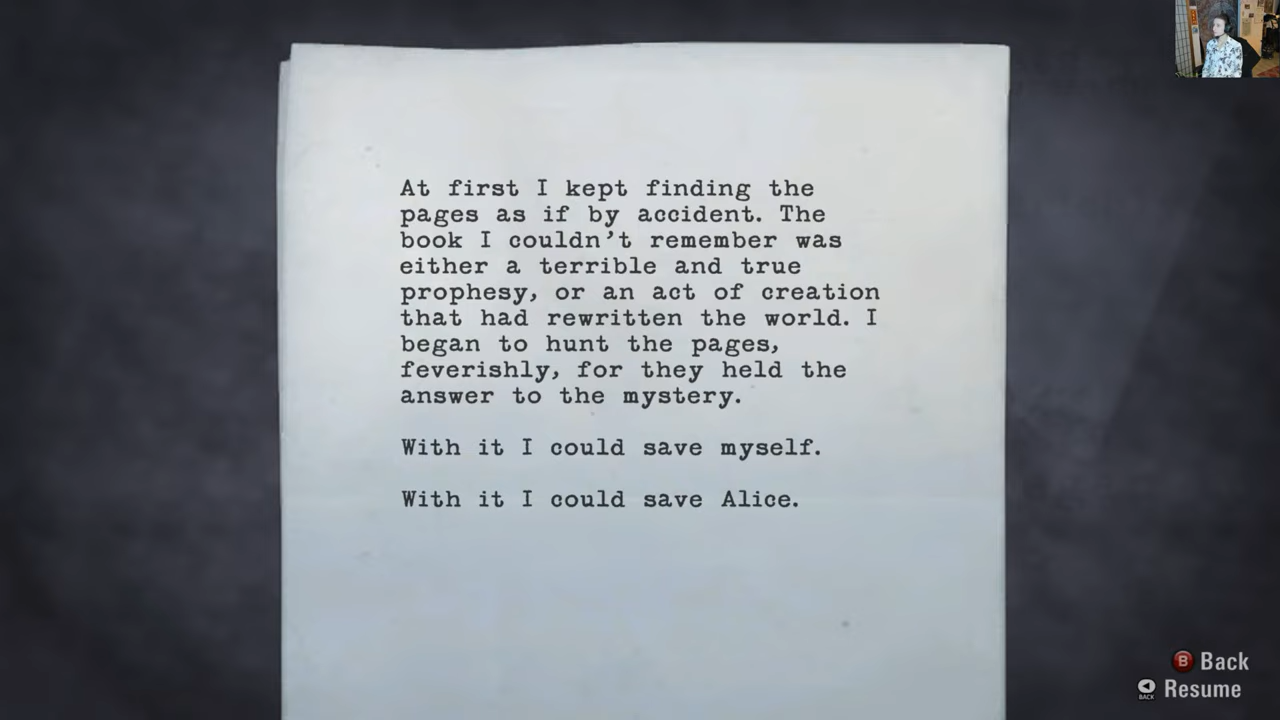 At first I kept finding the
pages as if by accident. The
book I couldn't remember was
either a terrible and true
prophesy, or an act of creation
that had rewritten the world. I
began to hunt the pages,
feverishly, for they held the
answer to the mystery.
With it I could save myself.
With it I could save Alice.
B Back
BACK Resume